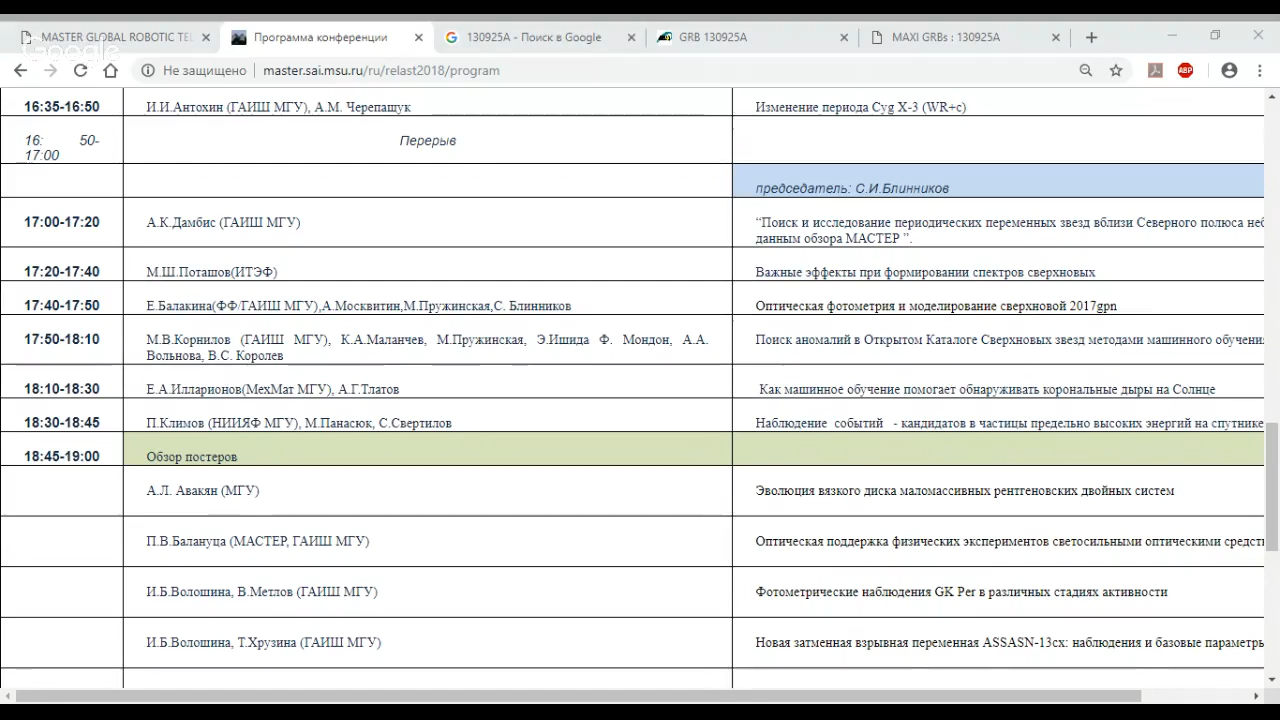 MASTER GLOBAL ROBOTIC TEL
Программа конференции
130925A - Поиск в Google
GRB 130925A
MAXI GRBs : 130925A
Google
Не защищено
master.sai.msu.ru/ru/relast2018/program
ABP
16:35-16:50
И.И.Антохин (ГАИШ МГУ), А.М. Черепащук
Изменение периода Cyg X-3 (WR+c)
16: 50-
17:00
Перерыв
председатель: С.И.Блинников
17:00-17:20
А.К.Дамбис (ГАИШ МГУ)
“Поиск и исследование периодических переменных звезд вблизи Северного полюса неб
данным обзора МАСТЕР ”.
17:20-17:40
М.Ш.Поташов(ИТЭФ)
Важные эффекты при формировании спектров сверхновых
17:40-17:50
Е.Балакина(ФФ/ГАИШ МГУ),А.Москвитин,М.Пружинская,С. Блинников
Оптическая фотометрия и моделирование сверхновой 2017gpn
17:50-18:10
М.В.Корнилов (ГАИШ МГУ), К.А.Маланчев, М.Пружинская, Э.Ишида Ф. Мондон, А.А.
Вольнова, В.С. Королев
Поиск аномалий в Открытом Каталоге Сверхновых звезд методами машинного обучения
18:10-18:30
Е.А.Илларионов(МехМат МГУ), А.Г.Тлатов
Как машинное обучение помогает обнаруживать корональные дыры на Солнце
18:30-18:45
П.Климов (НИИЯФ МГУ), М.Панасюк, С.Свертилов
Наблюдение событий - кандидатов в частицы предельно высоких энергий на спутнике
18:45-19:00
Обзор постеров
А.Л. Авакян (МГУ)
Эволюция вязкого диска маломассивных рентгеновских двойных систем
П.В.Балануца (МАСТЕР, ГАИШ МГУ)
Оптическая поддержка физических экспериментов светосильными оптическими средст
И.Б.Волошина, В.Метлов (ГАИШ МГУ)
Фотометрические наблюдения GK Per в различных стадиях активности
И.Б.Волошина, Т.Хрузина (ГАИШ МГУ)
Новая затменная взрывная переменная ASSASN-13cx: наблюдения и базовые параметры